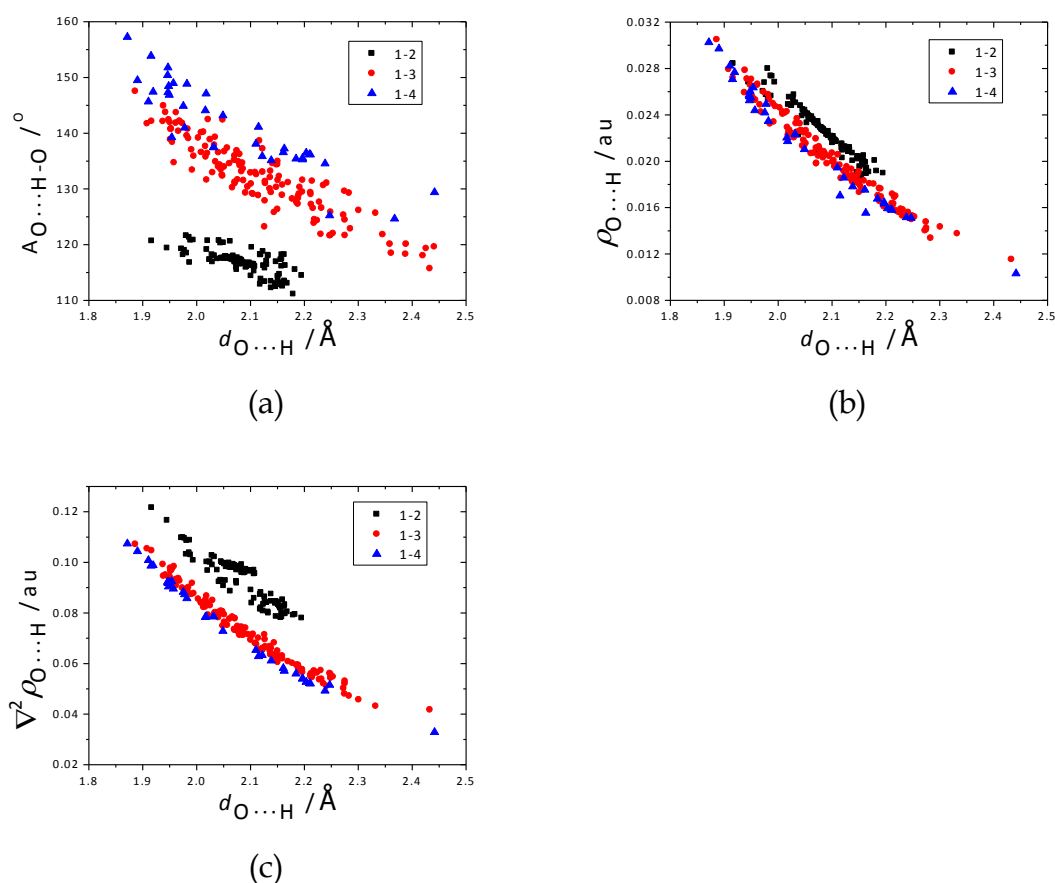 160
150
140
130
120
110
1.8 1.9 2.0 2.1 2.2 2.3 2.4 2.5
A O···H-O / °
d O···H / Å
1-2
1-3
1-4
(a)
0.032
0.028
0.024
0.020
0.016
0.012
0.008
1.8 1.9 2.0 2.1 2.2 2.3 2.4 2.5
ρ O···H / au
d O···H / Å
1-2
1-3
1-4
(b)
0.12
0.10
0.08
0.06
0.04
0.02
1.8 1.9 2.0 2.1 2.2 2.3 2.4 2.5
∇² ρ O···H / au
d O···H / Å
1-2
1-3
1-4
(c)